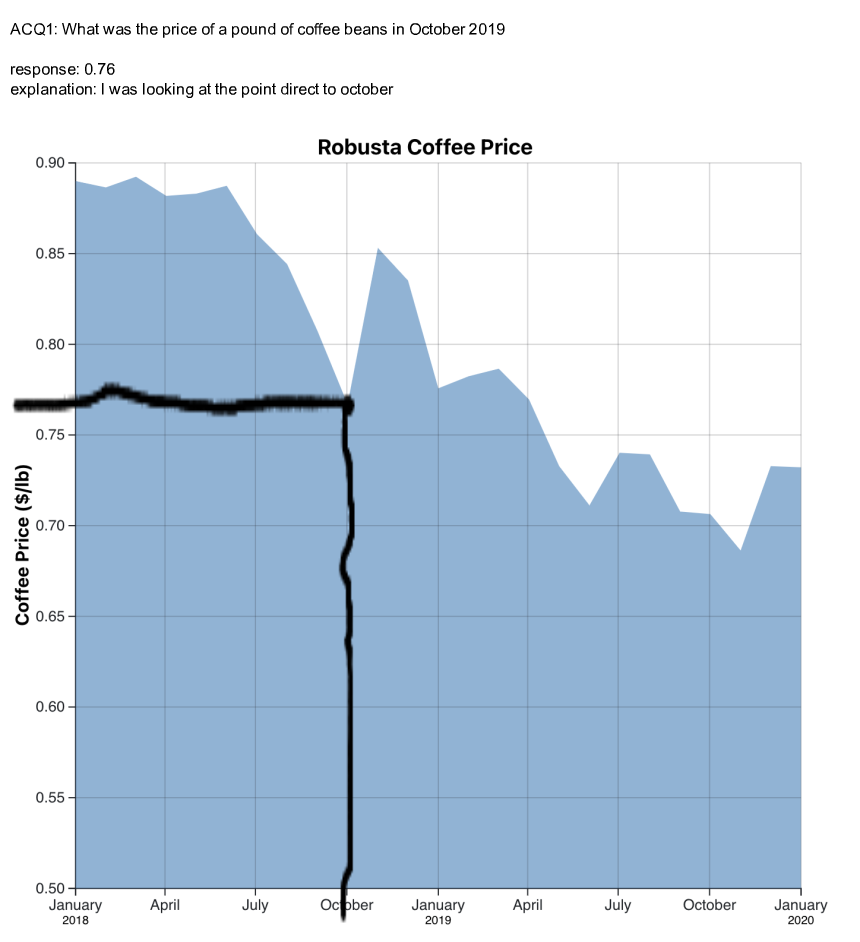 ACQ1: What was the price of a pound of coffee beans in October 2019
response: 0.76
explanation: I was looking at the point direct to october
Robusta Coffee Price
0.90
0.85
0.80
0.75
0.70
0.65
0.60
0.55
0.50
Coffee Price ($/lb)
January April July October January April July October January
2018 2019 2020